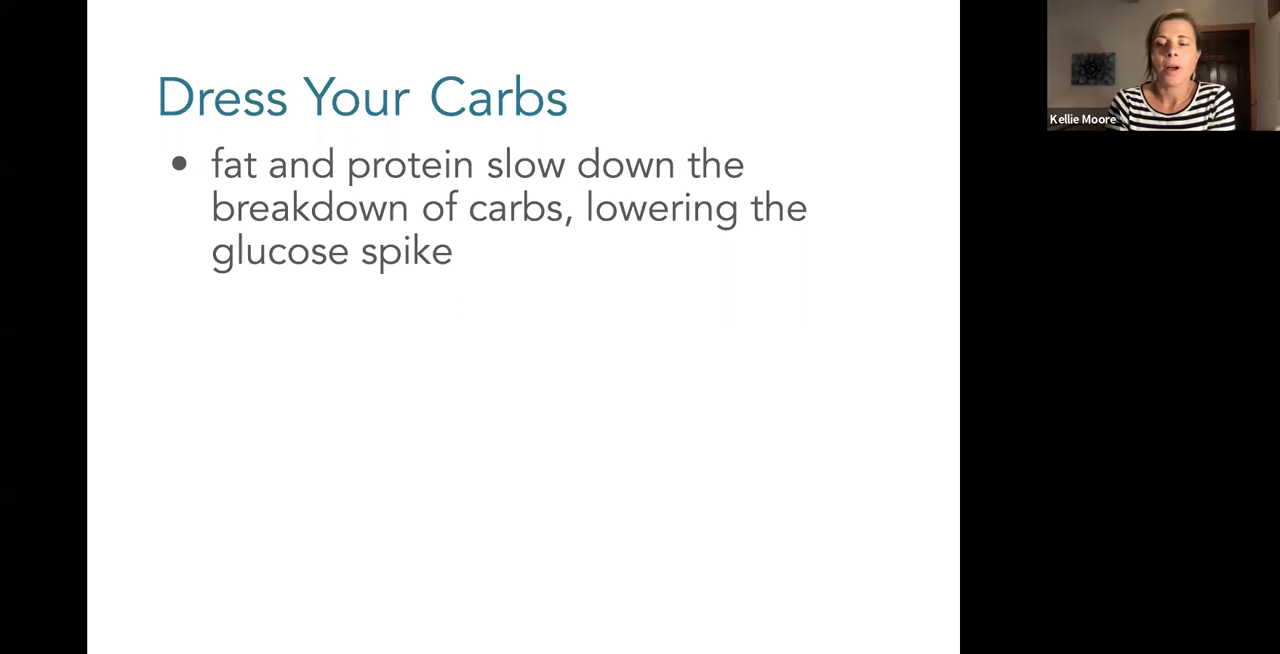 Dress Your Carbs
• fat and protein slow down the
breakdown of carbs, lowering the
glucose spike
Kellie Moore